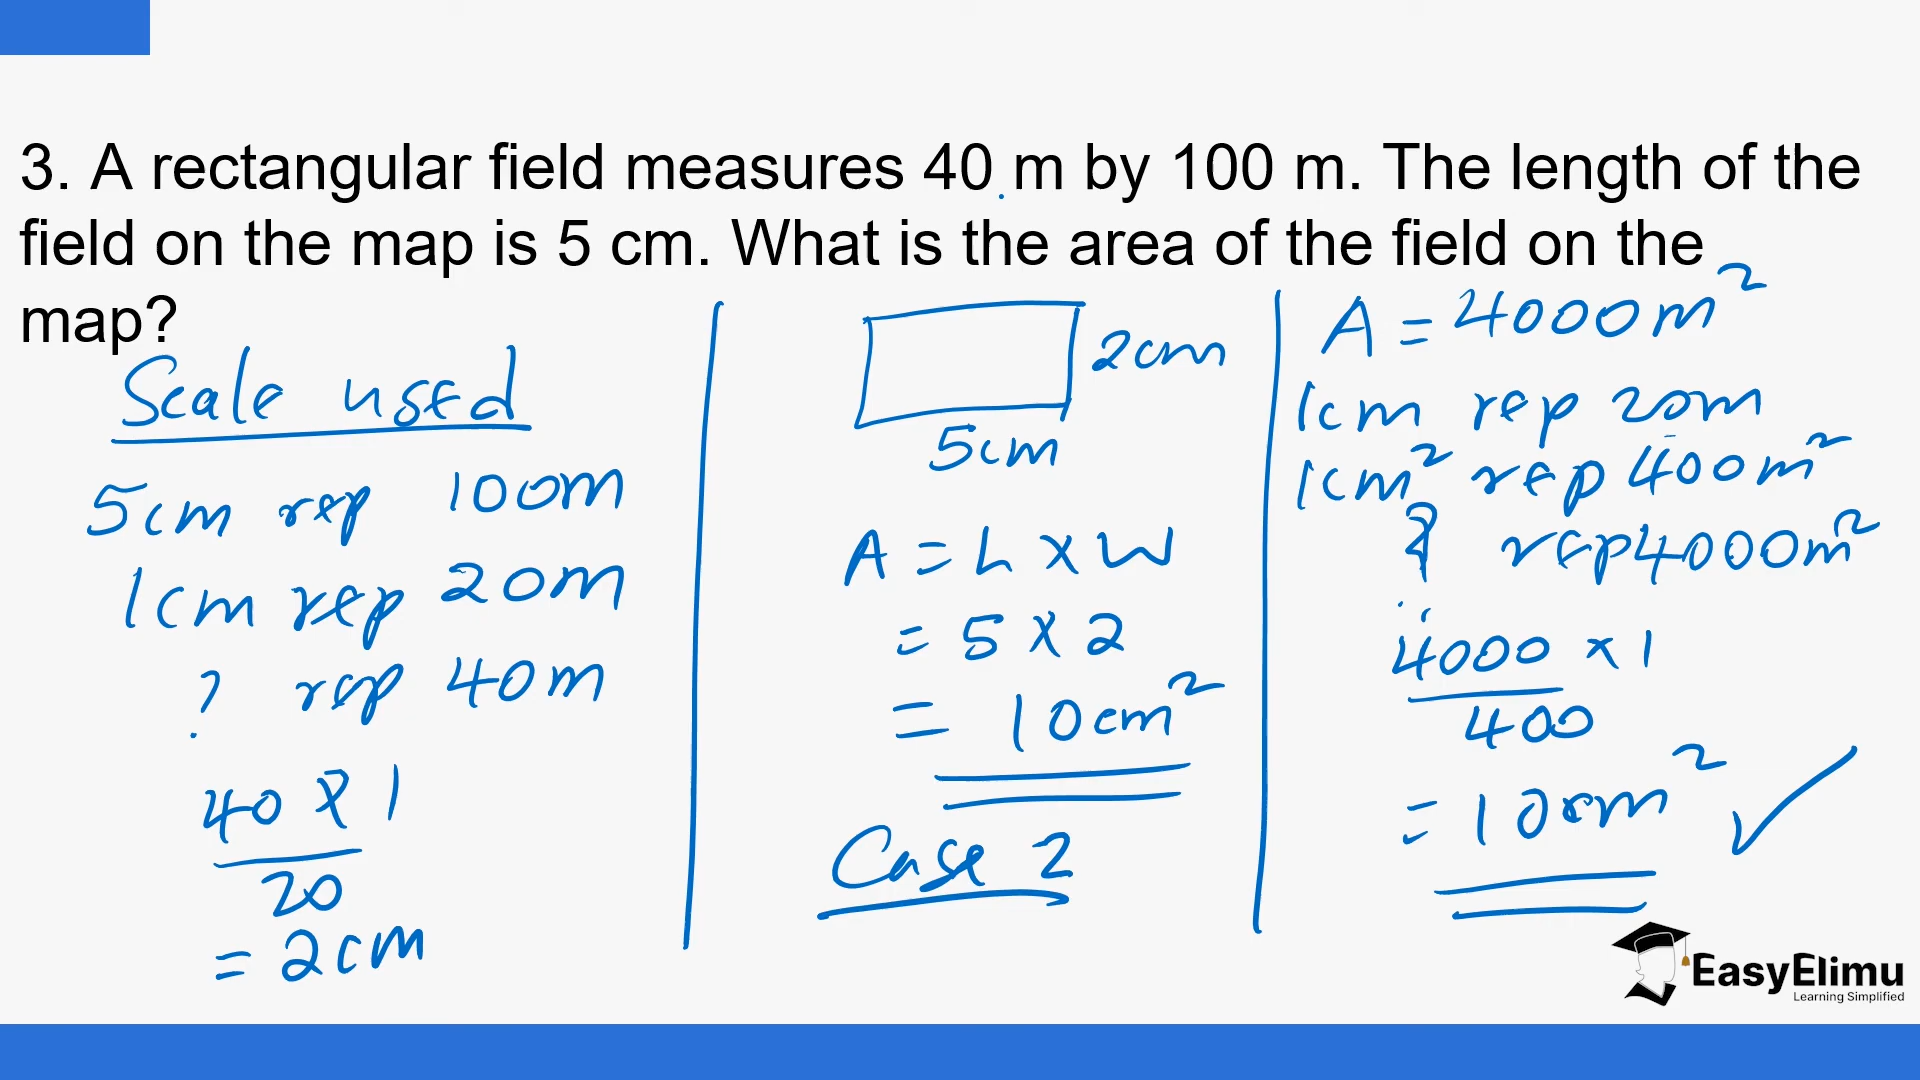 3. A rectangular field measures 40 m by 100 m. The length of the
field on the map is 5 cm. What is the area of the field on the
map?
Scale used
5cm rep 100m
1cm rep 20m
? rep 40m
40 x 1
20
= 2cm
2cm
5cm
A = L x W
= 5 x 2
= 10cm²
Case 2
A = 4000m²
1cm rep 20m
1cm² rep 400m²
? rep 4000m²
4000 x 1
400
= 10cm² ✓
EasyElimu
Learning Simplified